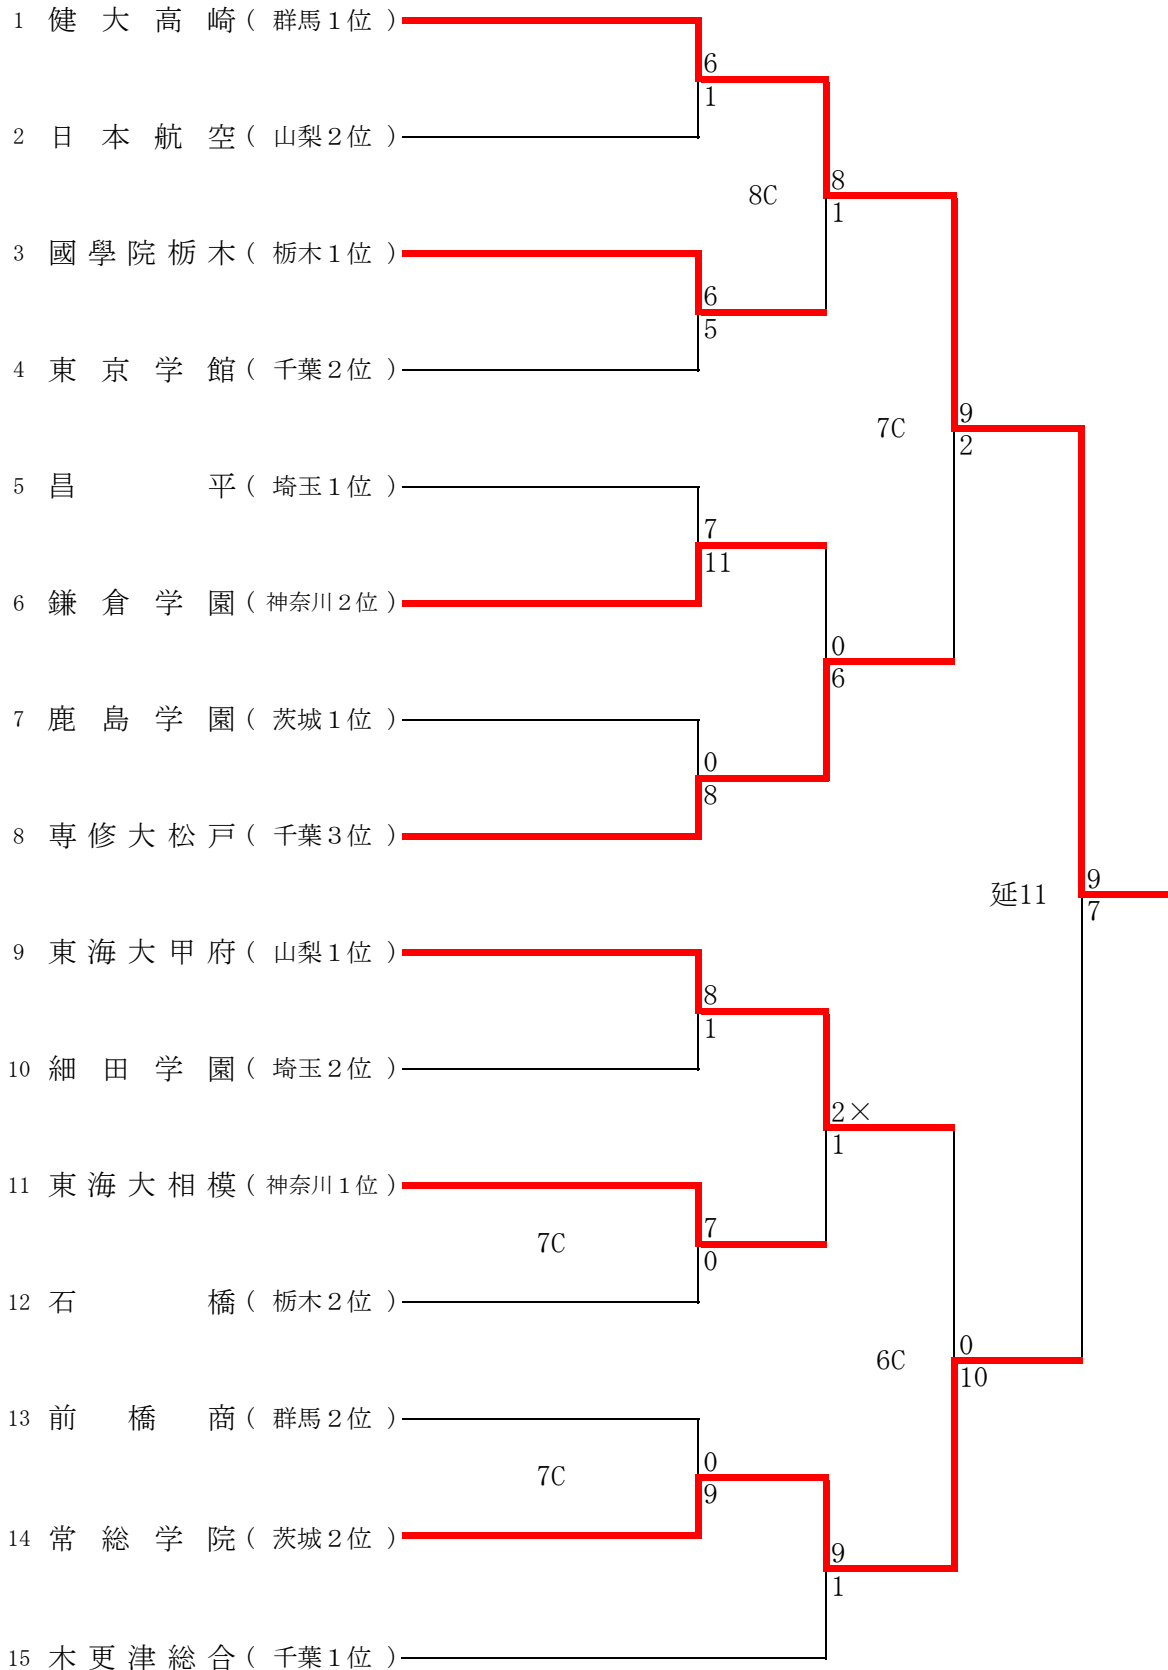 1 健大高崎 ( 群馬１位 )
6
1
2 日本航空 ( 山梨２位 )
8C
8
1
3 國學院栃木 ( 栃木１位 )
6
5
4 東京学館 ( 千葉２位 )
7C
9
2
5 昌平 ( 埼玉１位 )
7
11
6 鎌倉学園 ( 神奈川２位 )
0
6
7 鹿島学園 ( 茨城１位 )
0
8
8 専修大松戸 ( 千葉３位 )
延11
9
7
9 東海大甲府 ( 山梨１位 )
8
1
10 細田学園 ( 埼玉２位 )
2×
1
11 東海大相模 ( 神奈川１位 )
7C
7
0
12 石橋 ( 栃木２位 )
6C
0
10
13 前橋商 ( 群馬２位 )
7C
0
9
14 常総学院 ( 茨城２位 )
9
1
15 木更津総合 ( 千葉１位 )